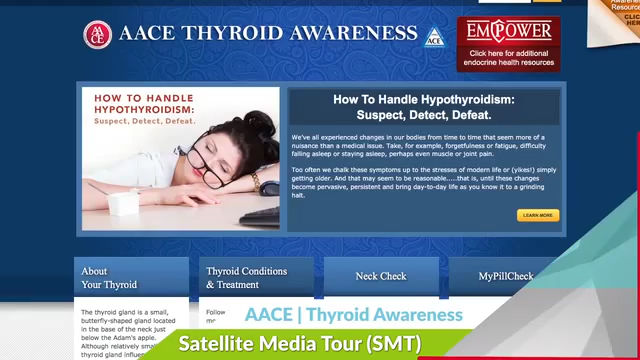 Awareness
Resource
CLIC
HERE
AACE
AACE THYROID AWARENESS
ACE
EMPOWER
Click here for additional
endocrine health resources
HOW TO HANDLE
HYPOTHYROIDISM:
Suspect, Detect, Defeat.
How To Handle Hypothyroidism:
Suspect, Detect, Defeat.
We've all experienced changes in our bodies from time to time that seem more of a
nuisance than a medical issue. Take, for example, forgetfulness or fatigue, difficulty
falling asleep or staying asleep, perhaps even muscle or joint pain.
Too often we chalk these symptoms up to the stresses of modern life or (yikes!) simply
getting older. And that may seem to be reasonable.....that is, until these changes
become pervasive, persistent and bring day-to-day life as you know it to a grinding
halt.
LEARN MORE
About
Your Thyroid
Thyroid Conditions
& Treatment
Neck Check
MyPillCheck
The thyroid gland is a small,
butterfly-shaped gland located
in the base of the neck just
below the Adam's apple.
Although relatively small
thyroid gland influe
Follow
AACE | Thyroid Awareness
Satellite Media Tour (SMT)